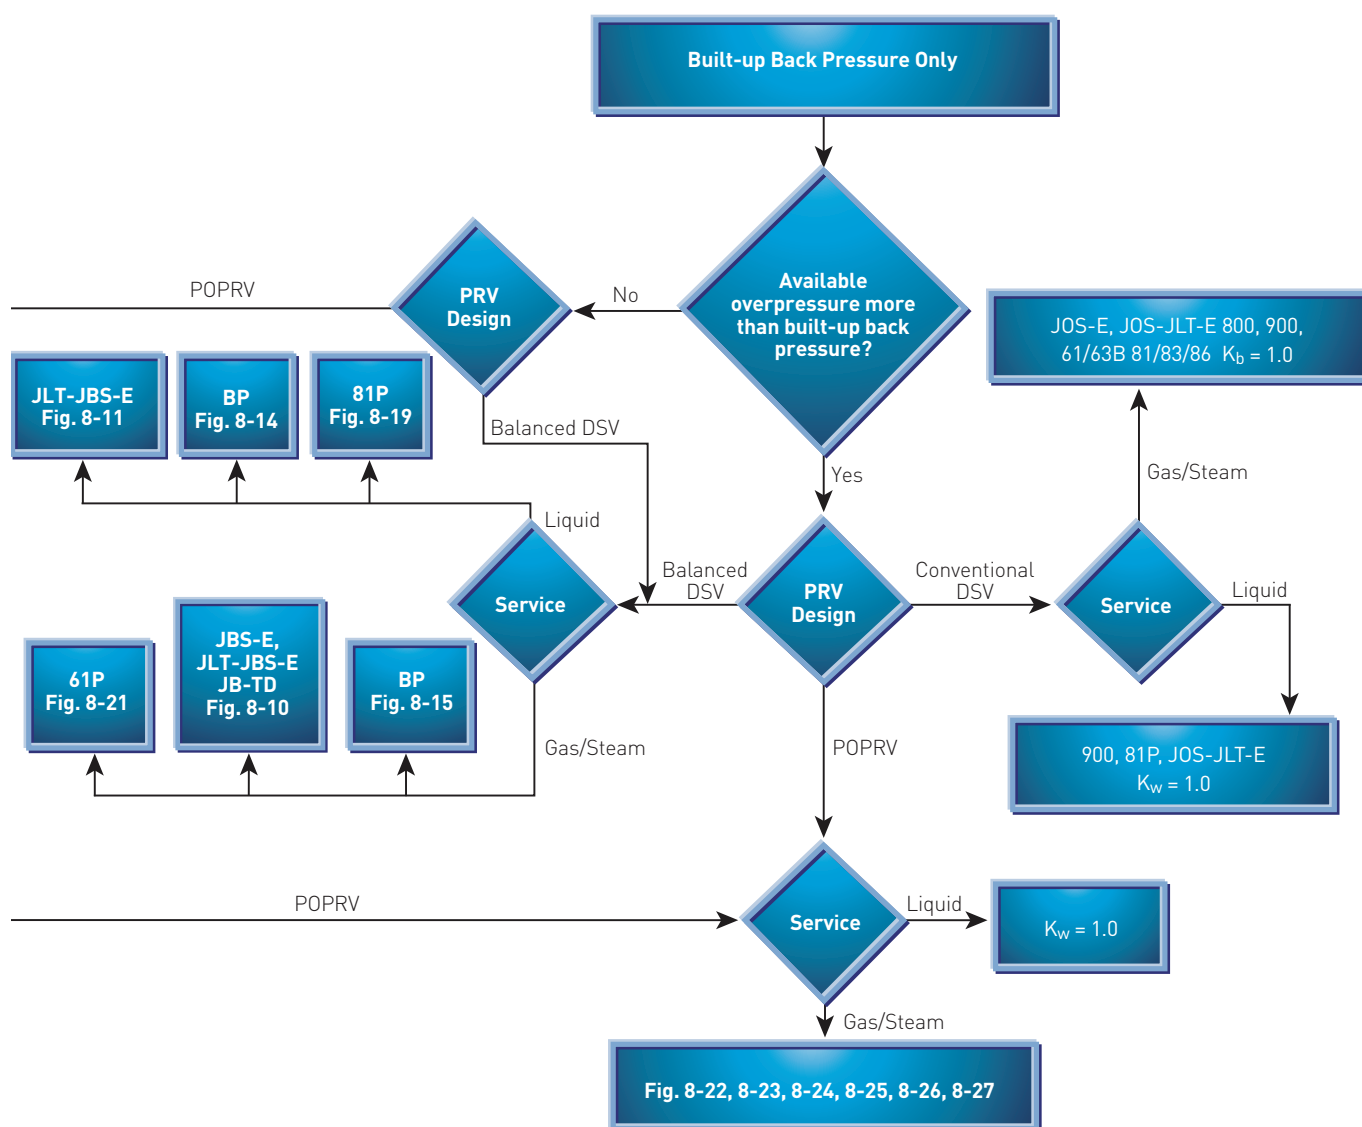 Built-up Back Pressure Only
Available
overpressure more
than built-up back
pressure?
No
PRV
Design
POPRV
Balanced DSV
Yes
JOS-E, JOS-JLT-E 800, 900,
61/63B 81/83/86 Kb = 1.0
JLT-JBS-E
Fig. 8-11
BP
Fig. 8-14
81P
Fig. 8-19
Liquid
Gas/Steam
Service
Balanced
DSV
PRV
Design
Conventional
DSV
Service
Liquid
61P
Fig. 8-21
JBS-E,
JLT-JBS-E
JB-TD
Fig. 8-10
BP
Fig. 8-15
Gas/Steam
POPRV
900, 81P, JOS-JLT-E
Kw = 1.0
POPRV
Service
Liquid
Kw = 1.0
Gas/Steam
Fig. 8-22, 8-23, 8-24, 8-25, 8-26, 8-27